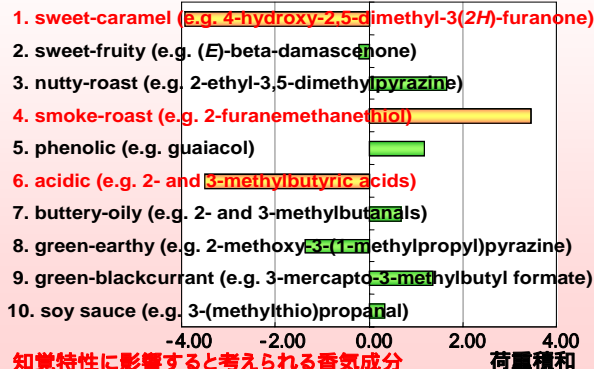 1. sweet-caramel (e.g. 4-hydroxy-2,5-dimethyl-3(2H)-furanone)
2. sweet-fruity (e.g. (E)-beta-damascenone)
3. nutty-roast (e.g. 2-ethyl-3,5-dimethylpyrazine)
4. smoke-roast (e.g. 2-furanemethanethiol)
5. phenolic (e.g. guaiacol)
6. acidic (e.g. 2- and 3-methylbutyric acids)
7. buttery-oily (e.g. 2- and 3-methylbutanals)
8. green-earthy (e.g. 2-methoxy-3-(1-methylpropyl)pyrazine)
9. green-blackcurrant (e.g. 3-mercapto-3-methylbutyl formate)
10. soy sauce (e.g. 3-(methylthio)propanal)
-4.00 -2.00 0.00 2.00 4.00
知覚特性に影響すると考えられる香気成分 荷重積和